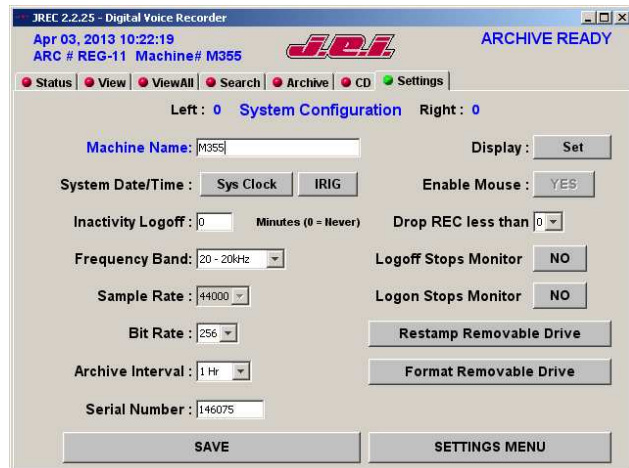 JREC 2.2.25 - Digital Voice Recorder
Apr 03, 2013 10:22:19
ARC # REG-11 Machine# M355
J.e.i.
ARCHIVE READY
Status View ViewAll Search Archive CD Settings
Left : 0 System Configuration Right : 0
Machine Name: M355 Display : Set
System Date/Time : Sys Clock IRIG Enable Mouse : YES
Inactivity Logoff : 0 Minutes (0 = Never) Drop REC less than 0
Frequency Band: 20 - 20kHz Logoff Stops Monitor NO
Sample Rate : 44000 Logon Stops Monitor NO
Bit Rate : 256 Restamp Removable Drive
Archive Interval : 1 Hr Format Removable Drive
Serial Number : 146075
SAVE SETTINGS MENU